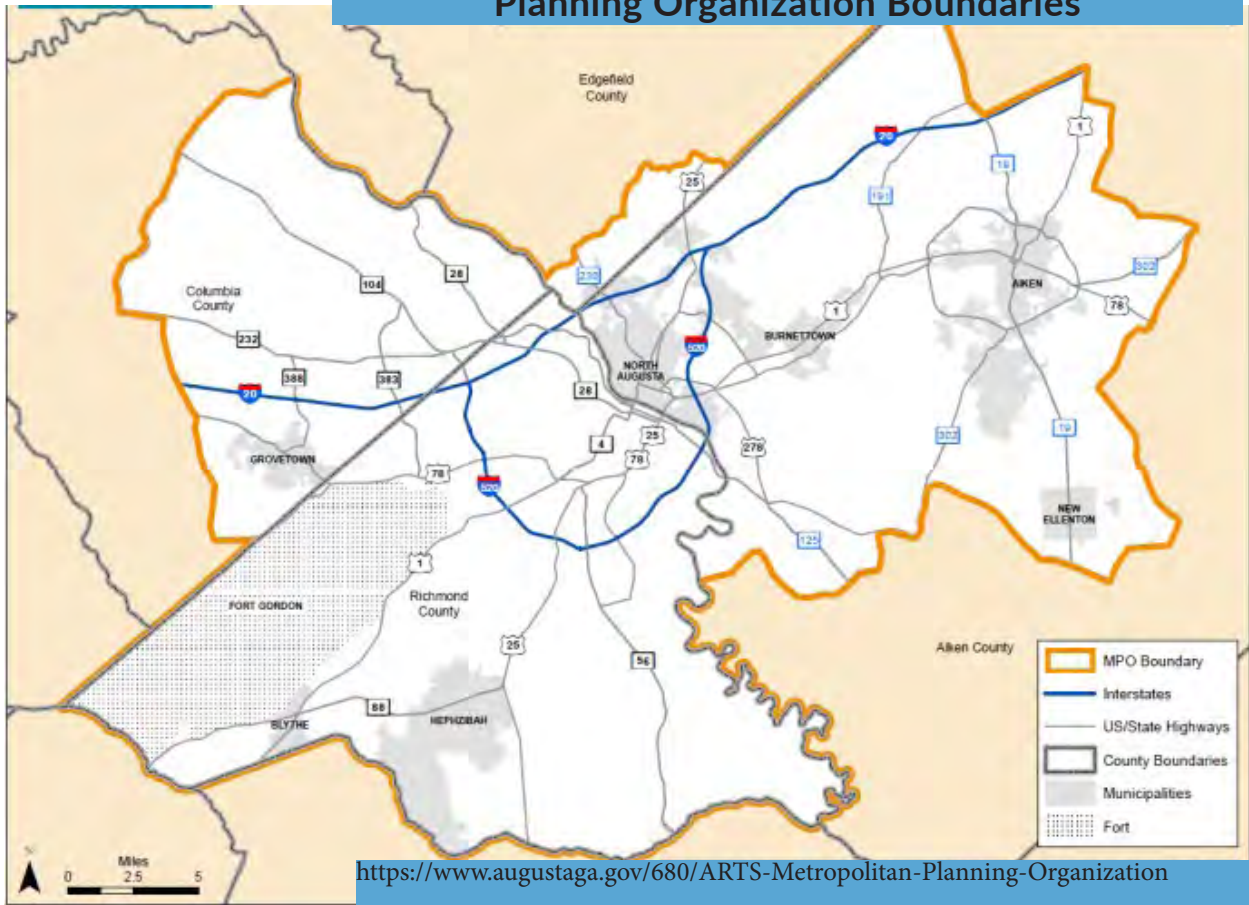 Planning Organization Boundaries
Edgefield
County
20
1
19
25
191
230
28
104
302
Columbia
County
AIKEN
78
1
232
BURNETTOWN
520
NORTH
AUGUSTA
388
383
20
28
302
19
25
4
278
GROVETOWN
78
78
520
NEW
ELLENTON
125
1
FORT GORDON
Richmond
County
25
Aiken County
56
88
HEPHZIBAH
BLYTHE
MPO Boundary
Interstates
US/State Highways
County Boundaries
Municipalities
Fort
Miles
0 2.5 5
https://www.augustaga.gov/680/ARTS-Metropolitan-Planning-Organization